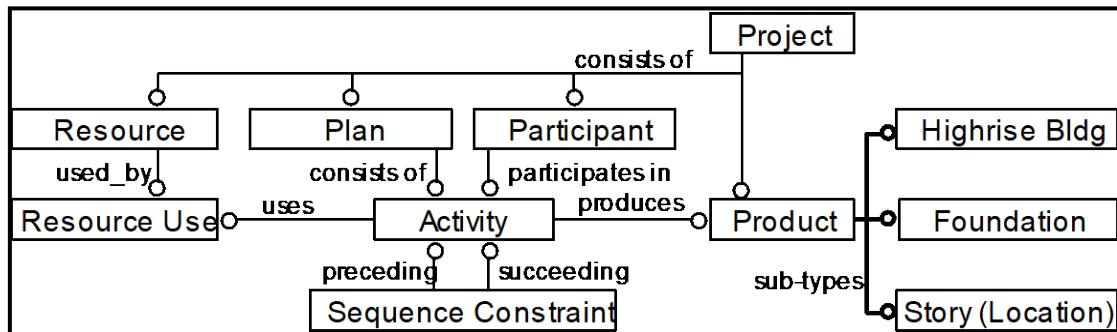 Project
consists of
Resource
Plan
Participant
Highrise Bldg
used_by
consists of
participates in
Resource Use
uses
Activity
produces
Product
Foundation
preceding
succeeding
sub-types
Sequence Constraint
Story (Location)